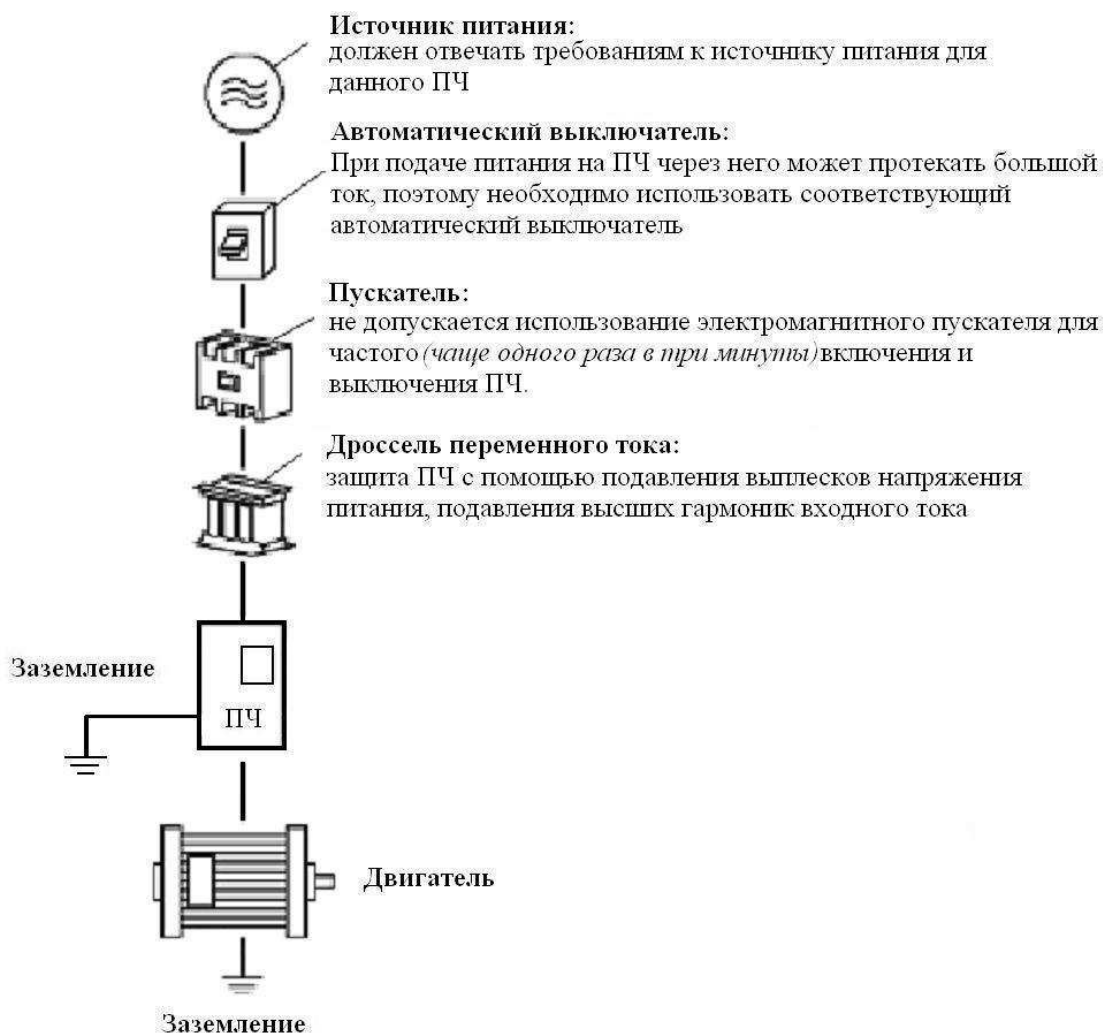 Источник питания:
должен отвечать требованиям к источнику питания для
данного ПЧ
Автоматический выключатель:
При подаче питания на ПЧ через него может протекать большой
ток, поэтому необходимо использовать соответствующий
автоматический выключатель
Пускатель:
не допускается использование электромагнитного пускателя для
частого (чаще одного раза в три минуты) включения и
выключения ПЧ.
Дроссель переменного тока:
защита ПЧ с помощью подавления выплесков напряжения
питания, подавления высших гармоник входного тока
Заземление
ПЧ
Двигатель
Заземление